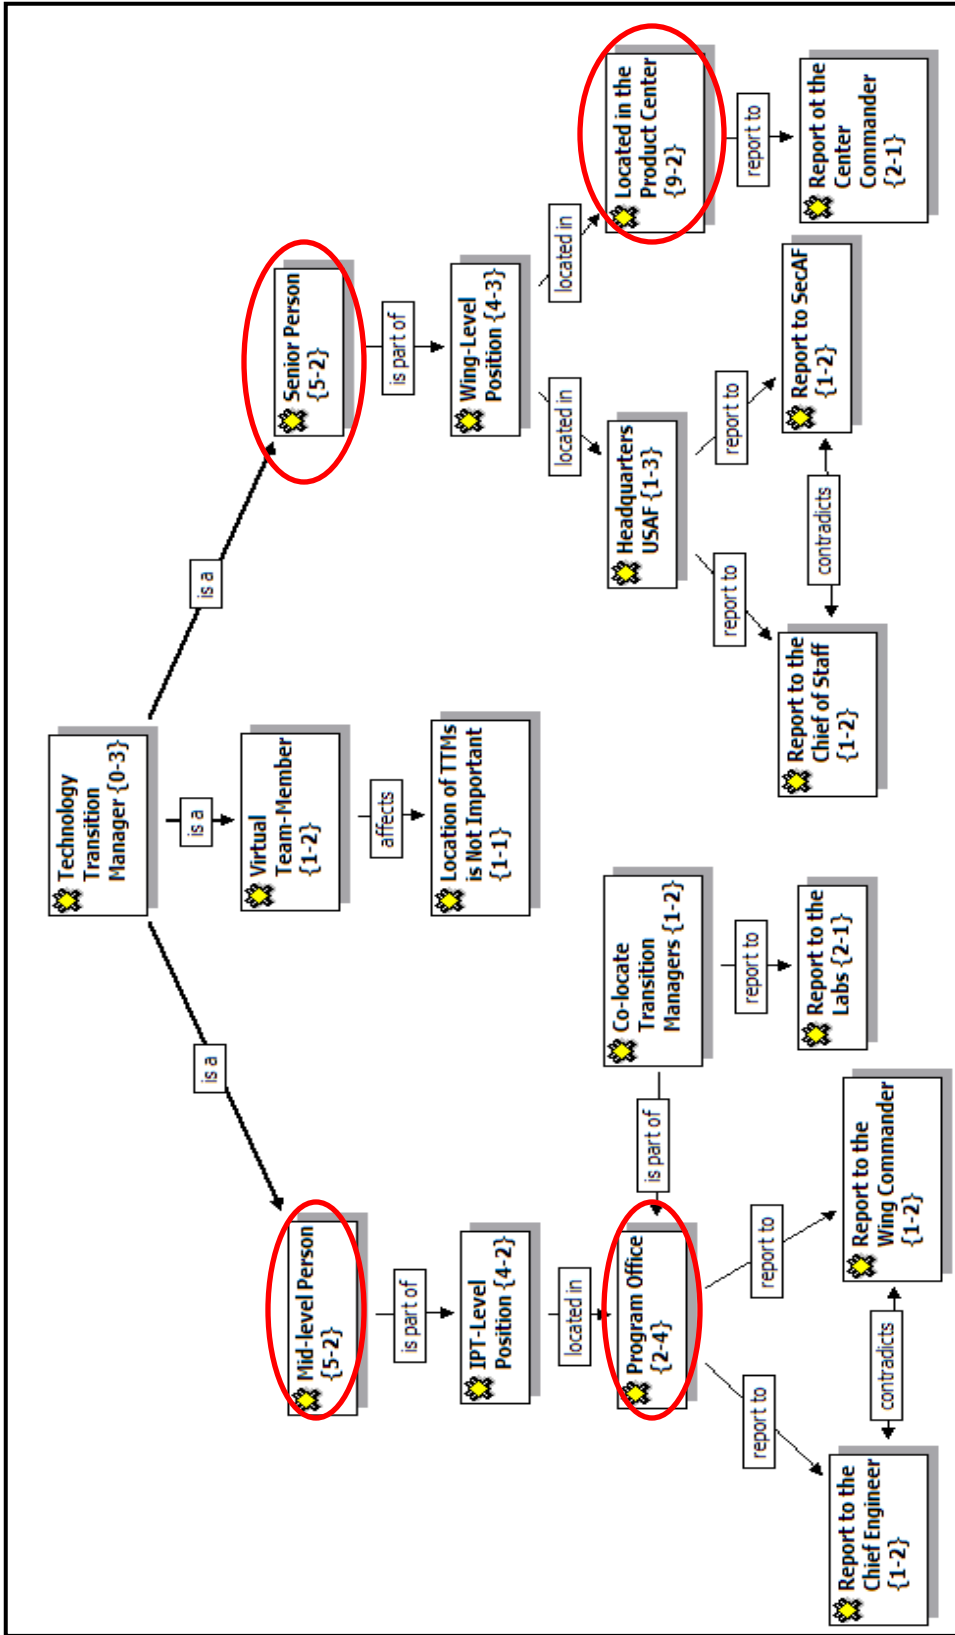 Technology
Transition
Manager {0-3}
is a
is a
is a
Mid-level Person
{5-2}
Virtual
Team-Member
{1-2}
Senior Person
{5-2}
is part of
affects
is part of
IPT-Level
Position {4-2}
Location of TTMs
is Not Important
{1-1}
Wing-Level
Position {4-3}
located in
located in
located in
Program Office
{2-4}
is part of
Co-locate
Transition
Managers {1-2}
Headquarters
USAF {1-3}
Located in the
Product Center
{9-2}
report to
report to
report to
report to
report to
report to
Report to the
Chief Engineer
{1-2}
contradicts
Report to the
Wing Commander
{1-2}
Report to the
Labs {2-1}
Report to the
Chief of Staff
{1-2}
contradicts
Report to SecAF
{1-2}
Report ot the
Center
Commander
{2-1}